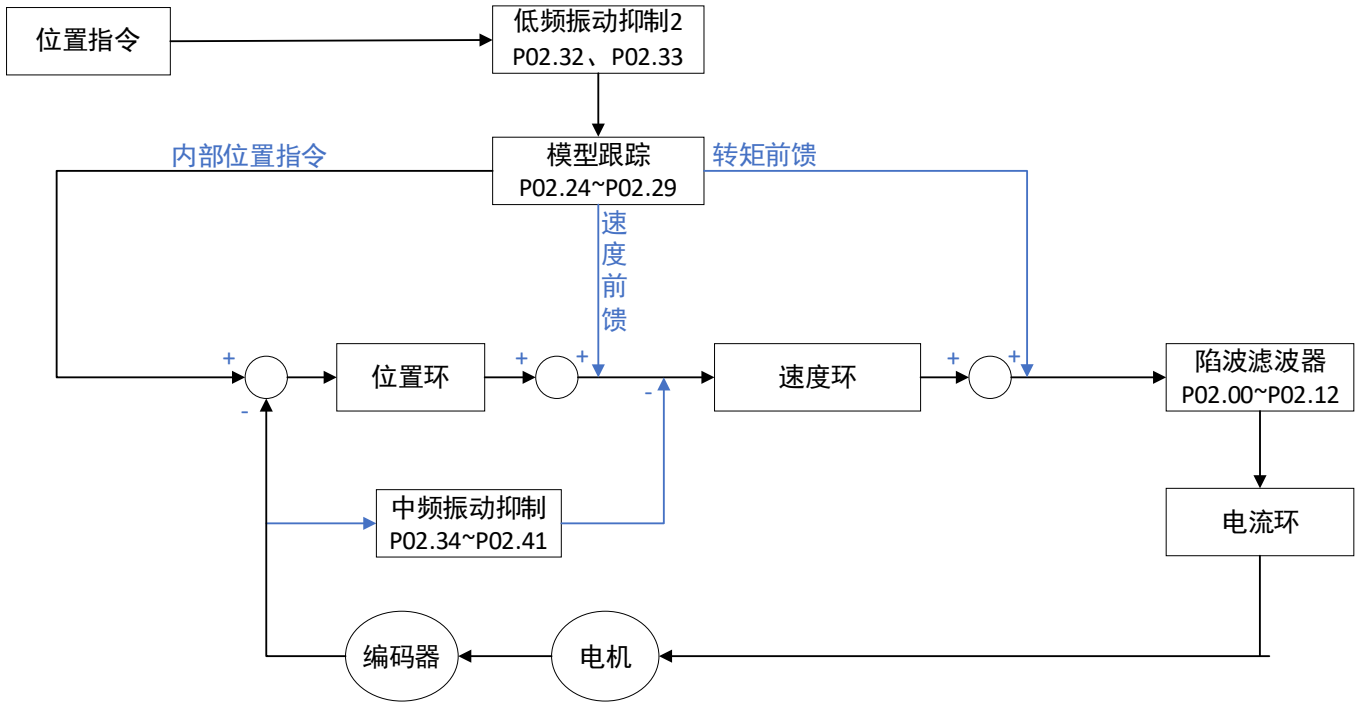 位置指令
低频振动抑制2
P02.32、P02.33
内部位置指令
模型跟踪
P02.24~P02.29
转矩前馈
速
度
前
馈
+
位置环
+
+
速度环
+
+
陷波滤波器
P02.00~P02.12
-
-
中频振动抑制
P02.34~P02.41
电流环
编码器
电机